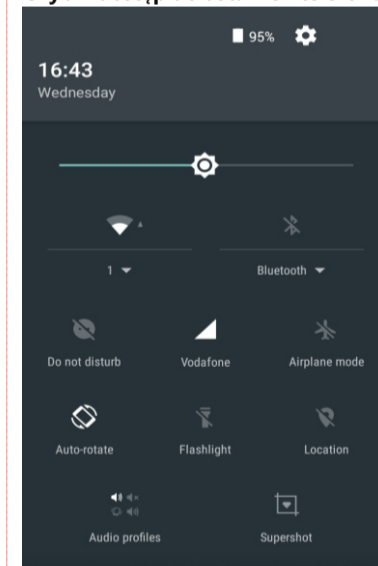 95%
16:43
Wednesday
1
Bluetooth
Do not disturb
Vodafone
Airplane mode
Auto-rotate
Flashlight
Location
Audio profiles
Supershot